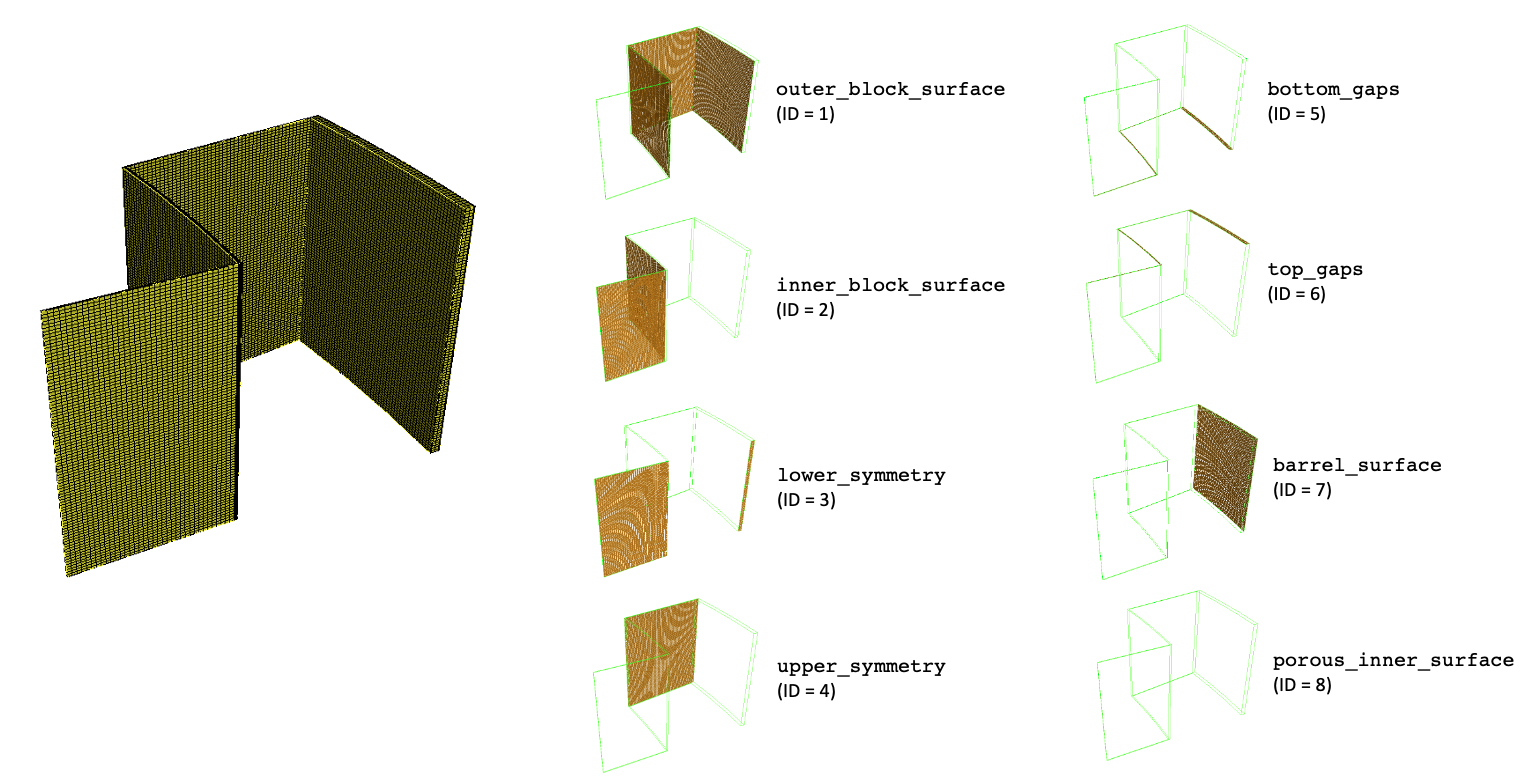 outer_block_surface
(ID = 1)
inner_block_surface
(ID = 2)
lower_symmetry
(ID = 3)
upper_symmetry
(ID = 4)
bottom_gaps
(ID = 5)
top_gaps
(ID = 6)
barrel_surface
(ID = 7)
porous_inner_surface
(ID = 8)